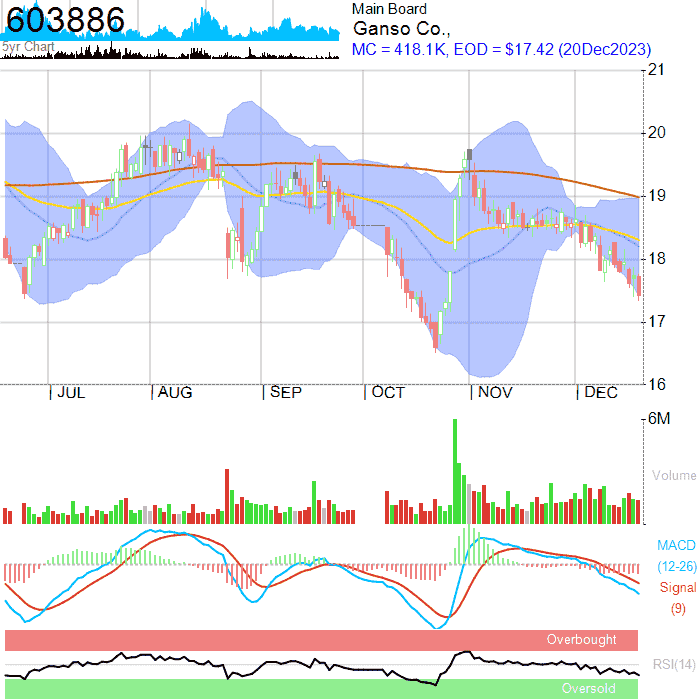 603886
5yr Chart
Main Board
Ganso Co.,
MC = 418.1K, EOD = $17.42 (20Dec2023)
21
20
19
18
17
16
JUL
AUG
SEP
OCT
NOV
DEC
6M
Volume
MACD
(12-26)
Signal
(9)
Overbought
RSI(14)
Oversold